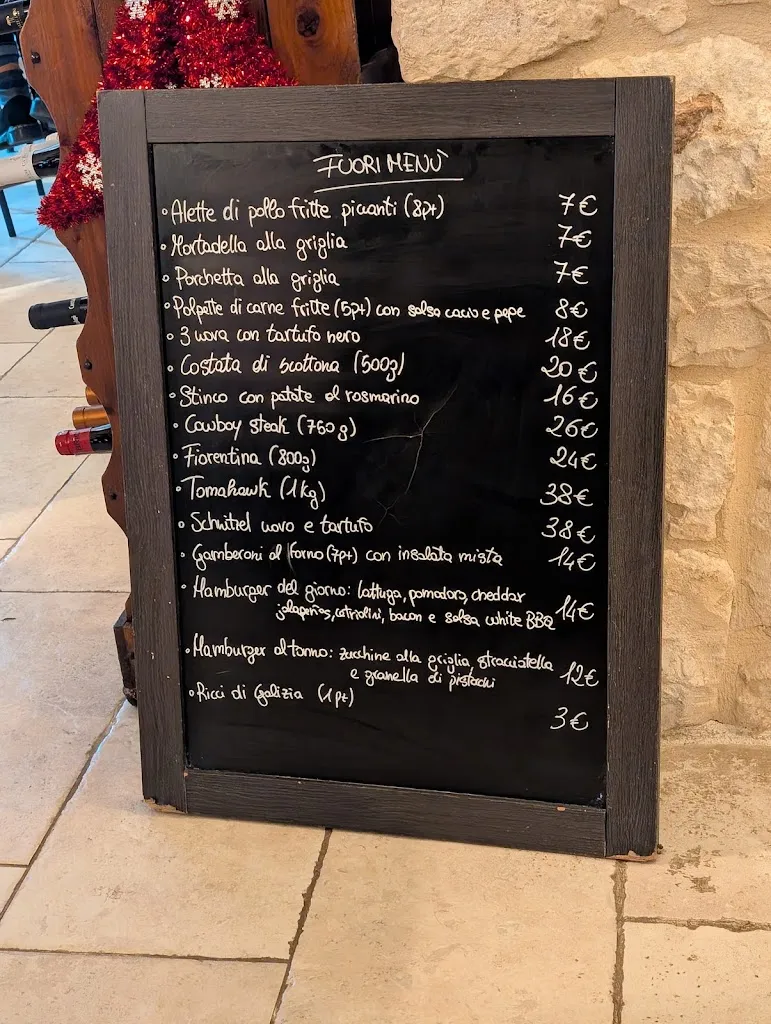 FUORI MENÙ
• Alette di pollo fritte piccanti (8pt) 7€
• Mortadella alla griglia 7€
• Porchetta alla griglia 7€
• Polpette di carne fritte (5pt) con salsa cacio e pepe 8€
• 3 uova con tartufo nero 18€
• Costata di scottona (500g) 20€
• Stinco con patate al rosmarino 16€
• Cowboy steak (760g) 26€
• Fiorentina (800g) 24€
• Tomahawk (1kg) 38€
• Schnitzel uovo e tartufo 38€
• Gamberoni al forno (7pt) con insalata mista 14€
• Hamburger del giorno: lattuga, pomodoro, cheddar
jalapeños, cetriolini, bacon e salsa white BBQ 14€
• Hamburger al tonno: zucchine alla griglia, stracciatella
e granella di pistacchi 12€
• Ricci di Galizia (1pt)
3€